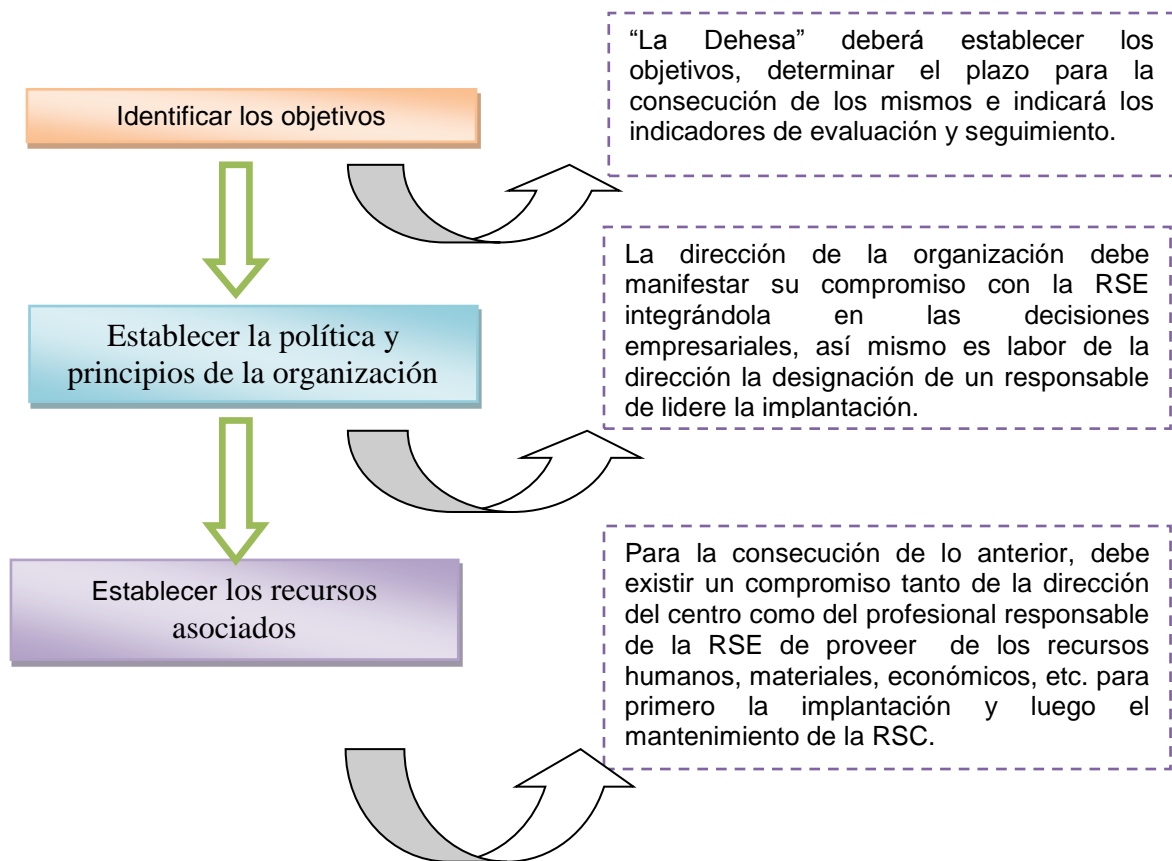 Identificar los objetivos
“La Dehesa” deberá establecer los
objetivos, determinar el plazo para la
consecución de los mismos e indicará los
indicadores de evaluación y seguimiento.
Establecer la política y
principios de la organización
La dirección de la organización debe
manifestar su compromiso con la RSE
integrándola en las decisiones
empresariales, así mismo es labor de la
dirección la designación de un responsable
de lidere la implantación.
Establecer los recursos
asociados
Para la consecución de lo anterior, debe
existir un compromiso tanto de la dirección
del centro como del profesional responsable
de la RSE de proveer de los recursos
humanos, materiales, económicos, etc. para
primero la implantación y luego el
mantenimiento de la RSC.